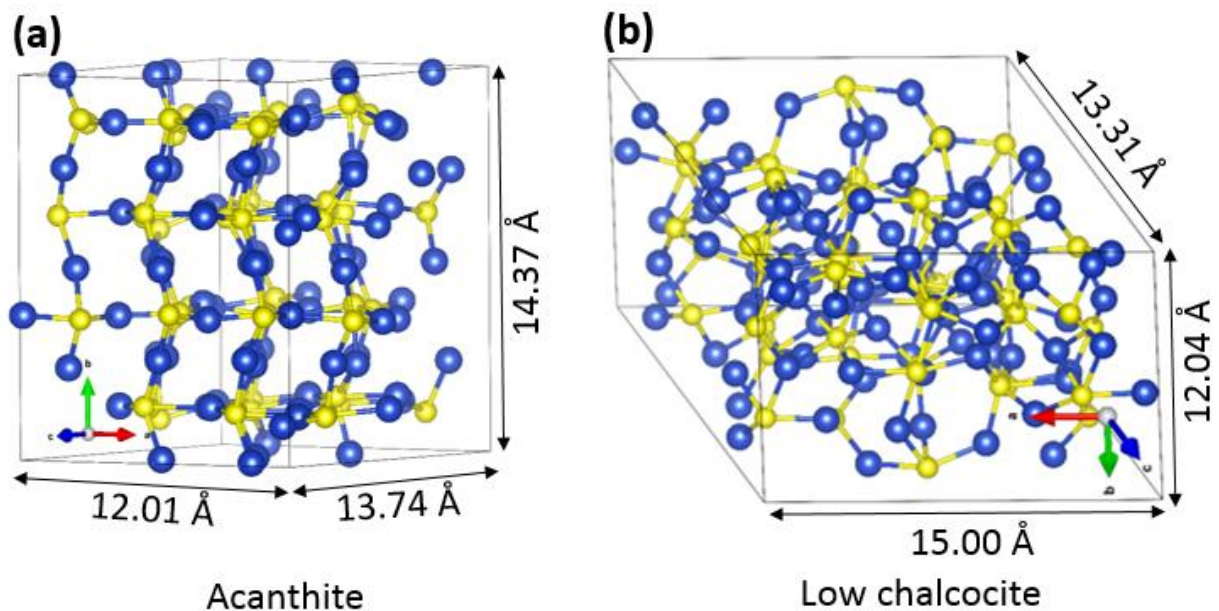 (a)
(b)
13.31 Å
14.37 Å
12.04 Å
b
c
a
a
c
b
12.01 Å
13.74 Å
15.00 Å
Acanthite
Low chalcocite